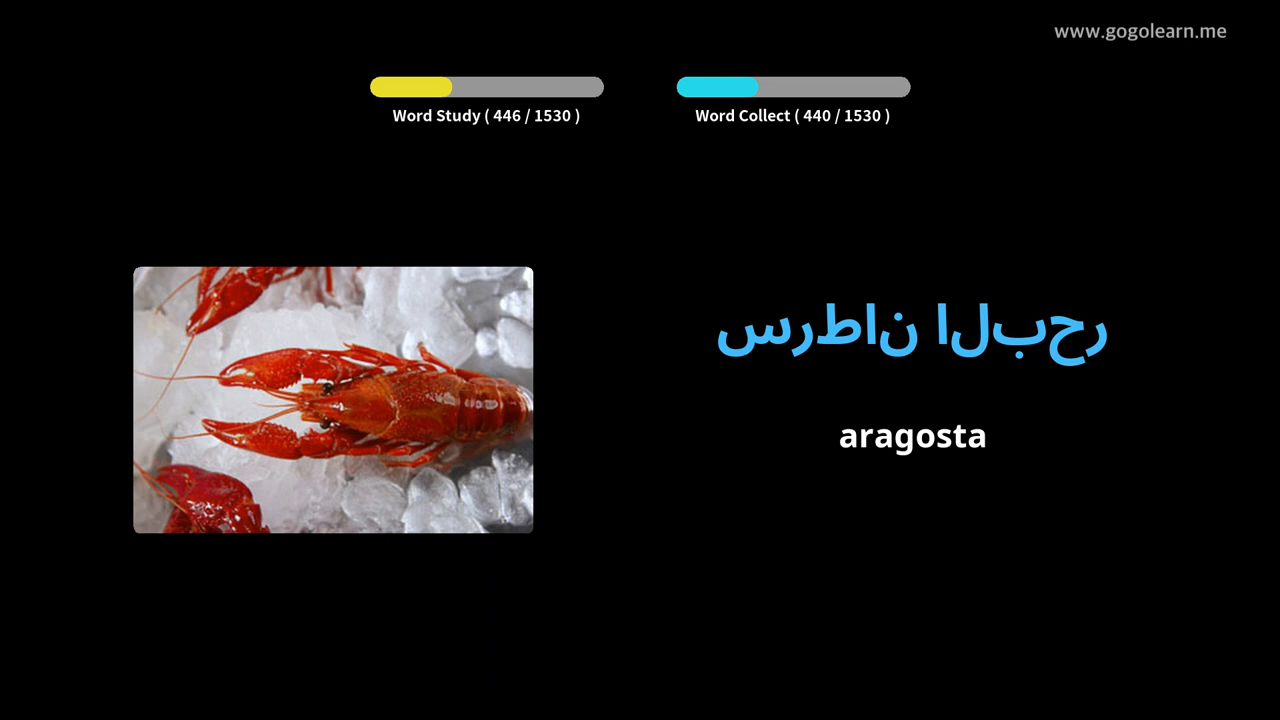 www.gogolearn.me
Word Study ( 446 / 1530 )
Word Collect ( 440 / 1530 )
سرطان البحر
aragosta